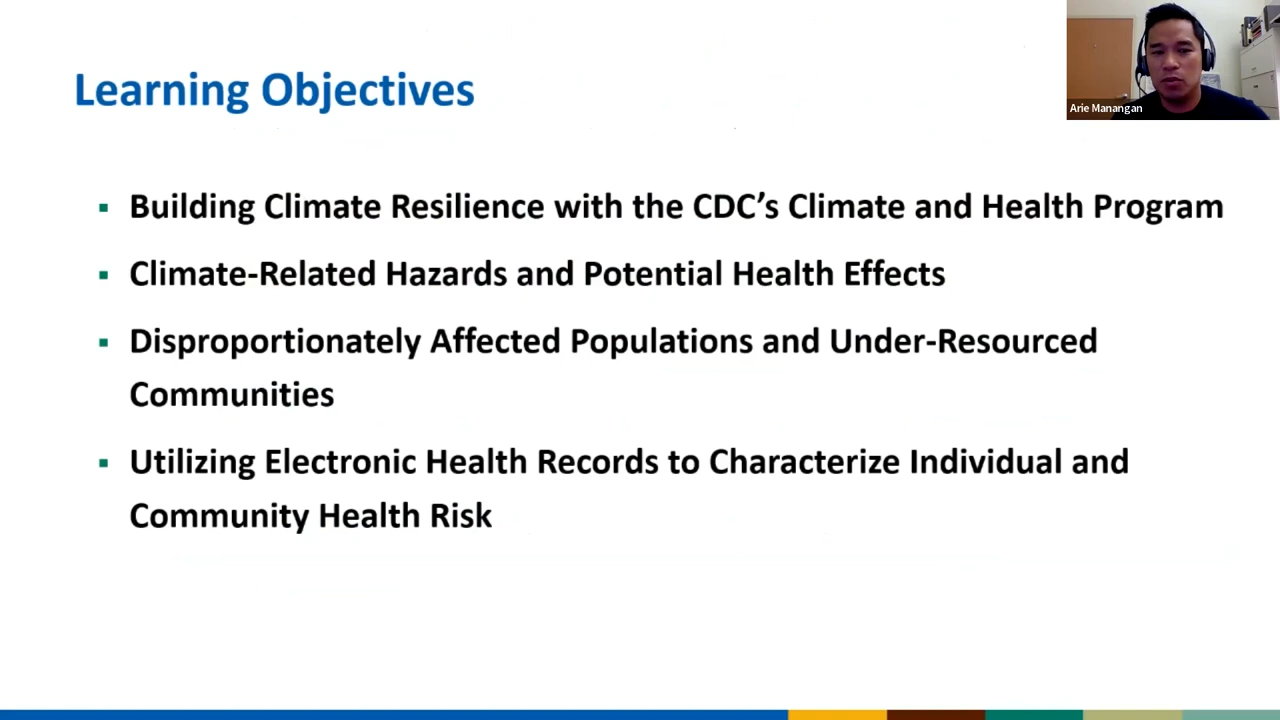 Learning Objectives
Arie Manangan
▪ Building Climate Resilience with the CDC’s Climate and Health Program
▪ Climate-Related Hazards and Potential Health Effects
▪ Disproportionately Affected Populations and Under-Resourced
Communities
▪ Utilizing Electronic Health Records to Characterize Individual and
Community Health Risk